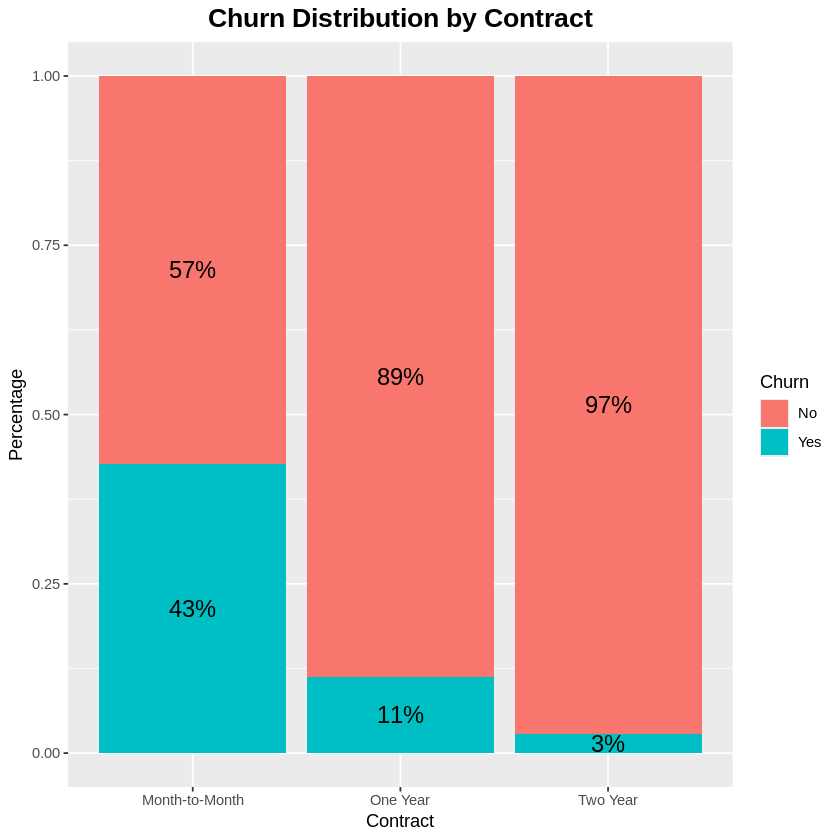 Churn Distribution by Contract
1.00
0.75
0.50
0.25
0.00
Percentage
57%
89%
97%
43%
11%
3%
Month-to-Month
One Year
Two Year
Contract
Churn
No
Yes